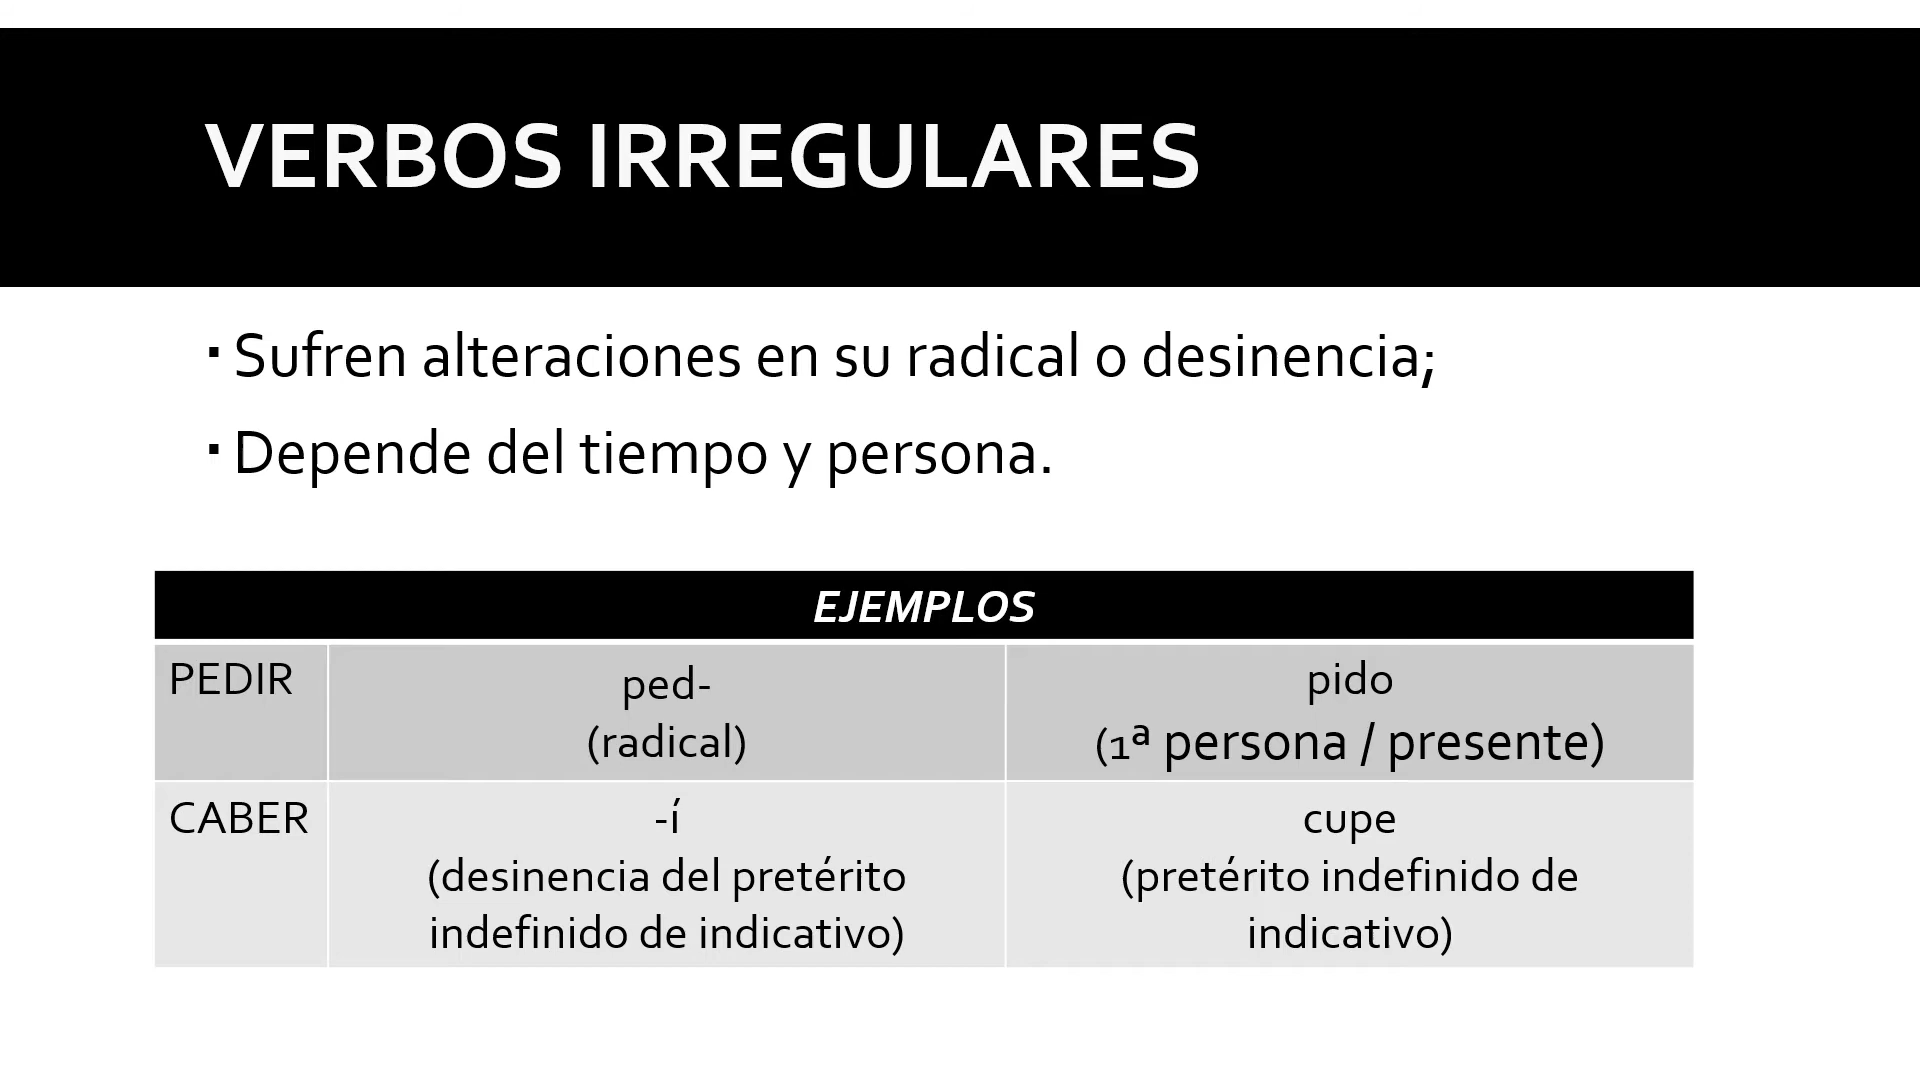 VERBOS IRREGULARES
▪ Sufren alteraciones en su radical o desinencia;
▪ Depende del tiempo y persona.
EJEMPLOS
PEDIR
ped-
(radical)
pido
(1ª persona / presente)
CABER
-í
(desinencia del pretérito
indefinido de indicativo)
cupe
(pretérito indefinido de
indicativo)